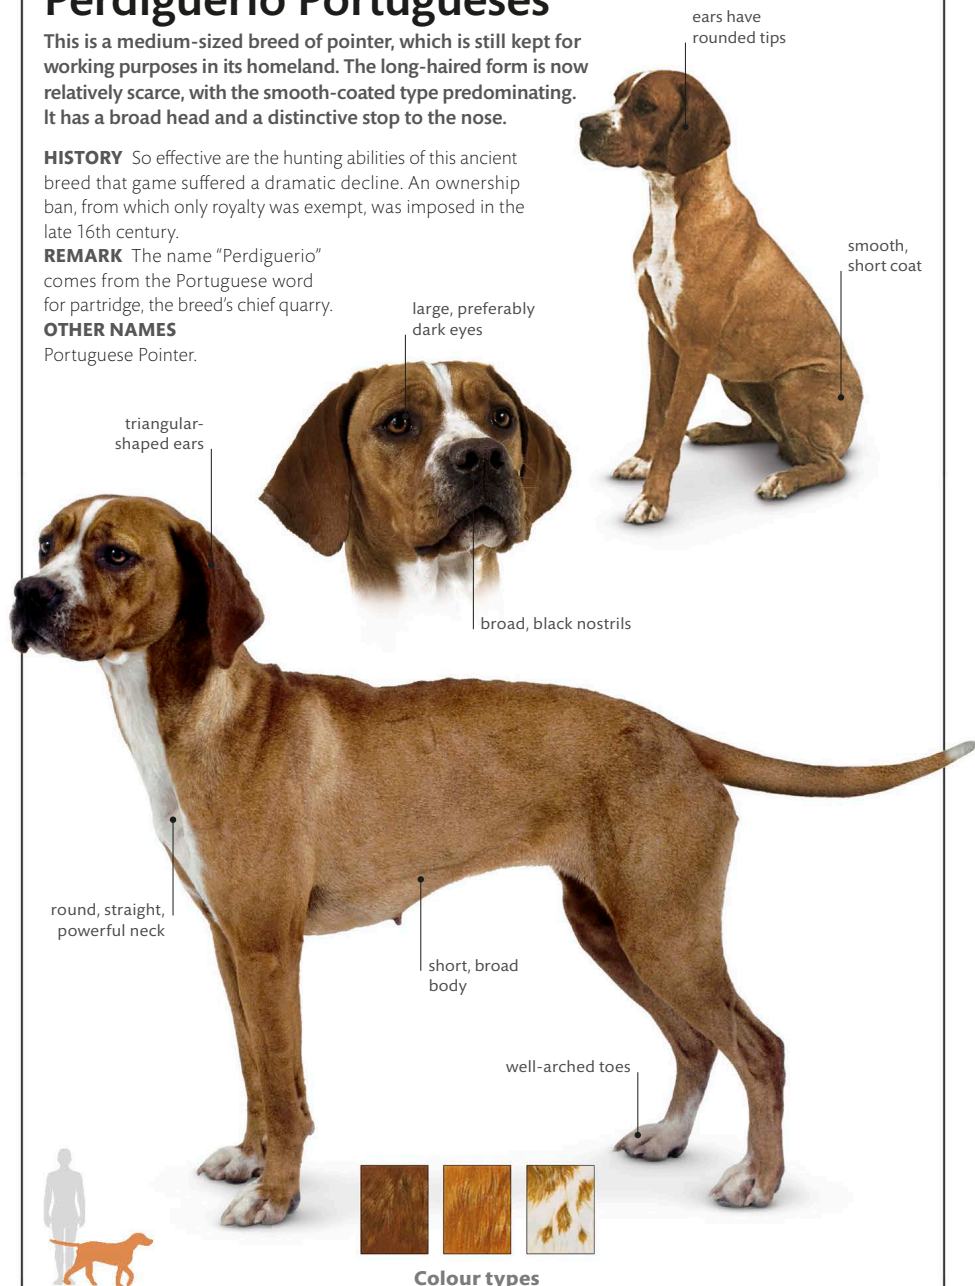 Perdiguerio Portugueses
This is a medium-sized breed of pointer, which is still kept for
working purposes in its homeland. The long-haired form is now
relatively scarce, with the smooth-coated type predominating.
It has a broad head and a distinctive stop to the nose.
HISTORY So effective are the hunting abilities of this ancient
breed that game suffered a dramatic decline. An ownership
ban, from which only royalty was exempt, was imposed in the
late 16th century.
REMARK The name “Perdiguerio”
comes from the Portuguese word
for partridge, the breed’s chief quarry.
OTHER NAMES
Portuguese Pointer.
ears have
rounded tips
smooth,
short coat
large, preferably
dark eyes
triangular-
shaped ears
broad, black nostrils
round, straight,
powerful neck
short, broad
body
well-arched toes
Colour types